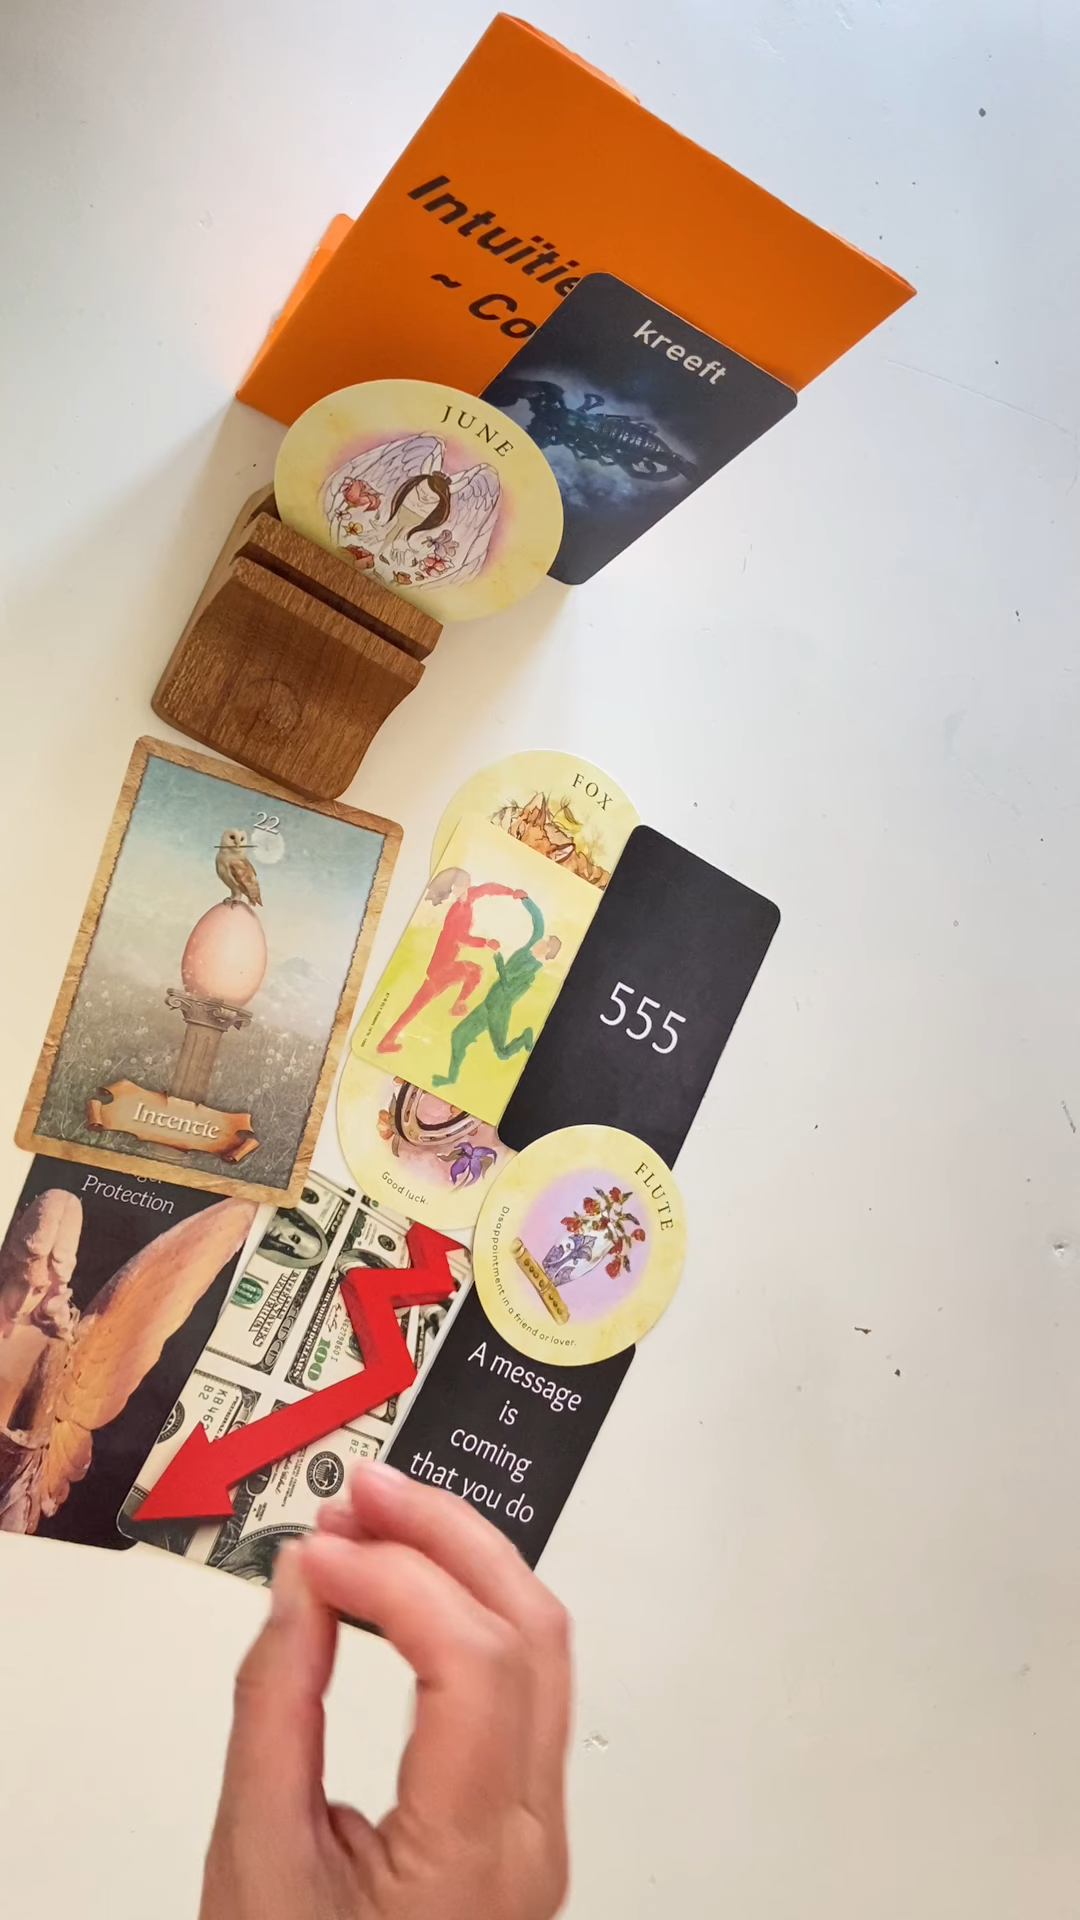 Intuïtie
~ Co
kreeft
JUNE
FOX
22
555
Intentie
Protection
Good luck.
FLUTE
Disappointment in a friend or lover.
100
A message
is
coming
that you do